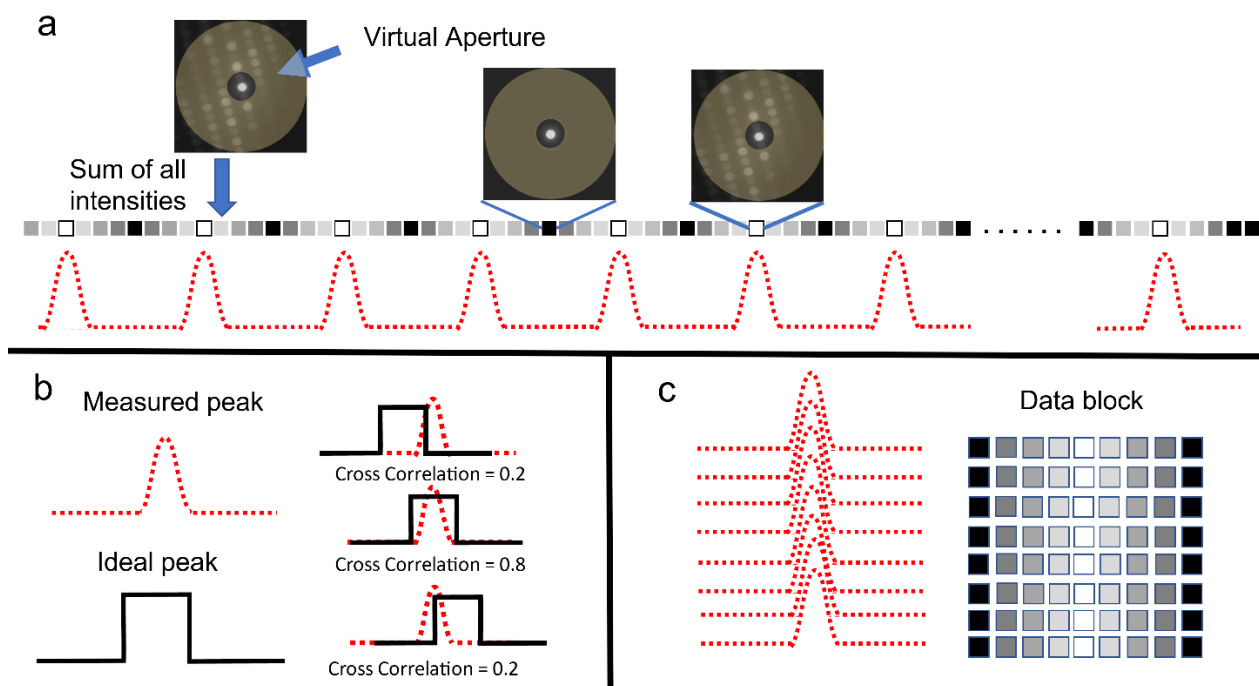 a
Virtual Aperture
Sum of all
intensities
b
Measured peak
Ideal peak
Cross Correlation = 0.2
Cross Correlation = 0.8
Cross Correlation = 0.2
c
Data block